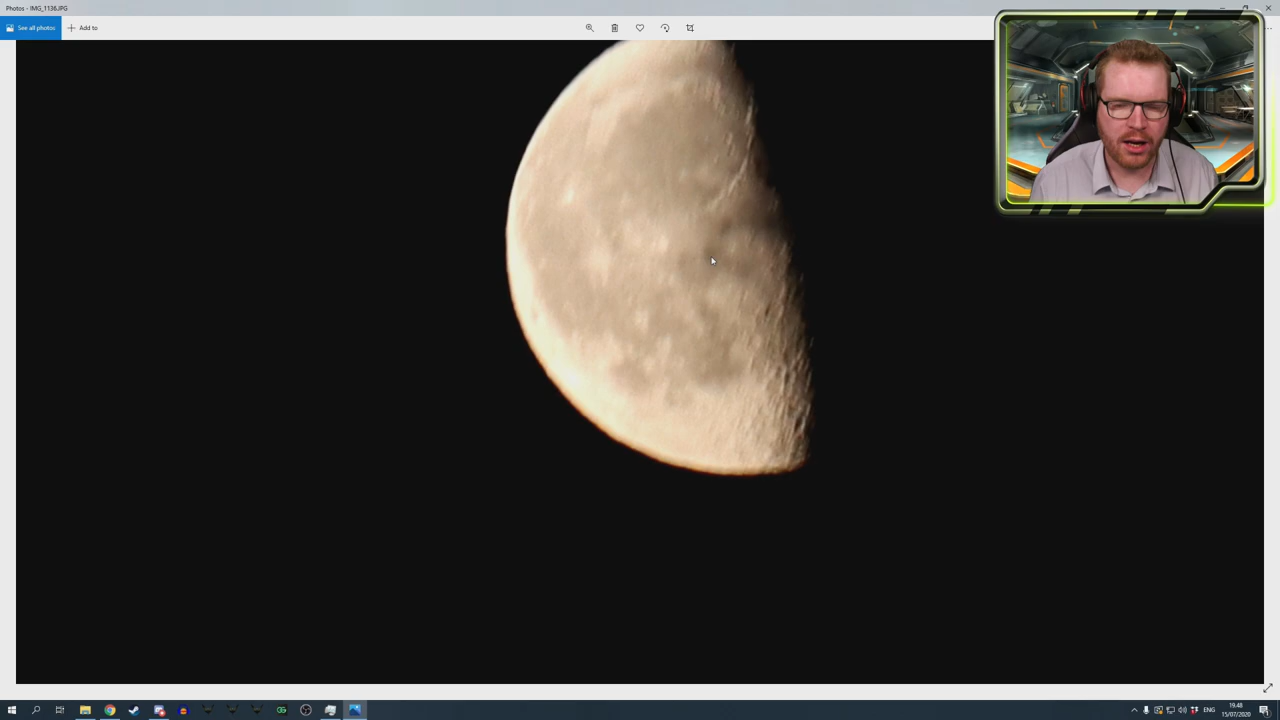 Photos - IMG_1136.JPG
See all photos
Add to
ENG
19.48
15/07/2020